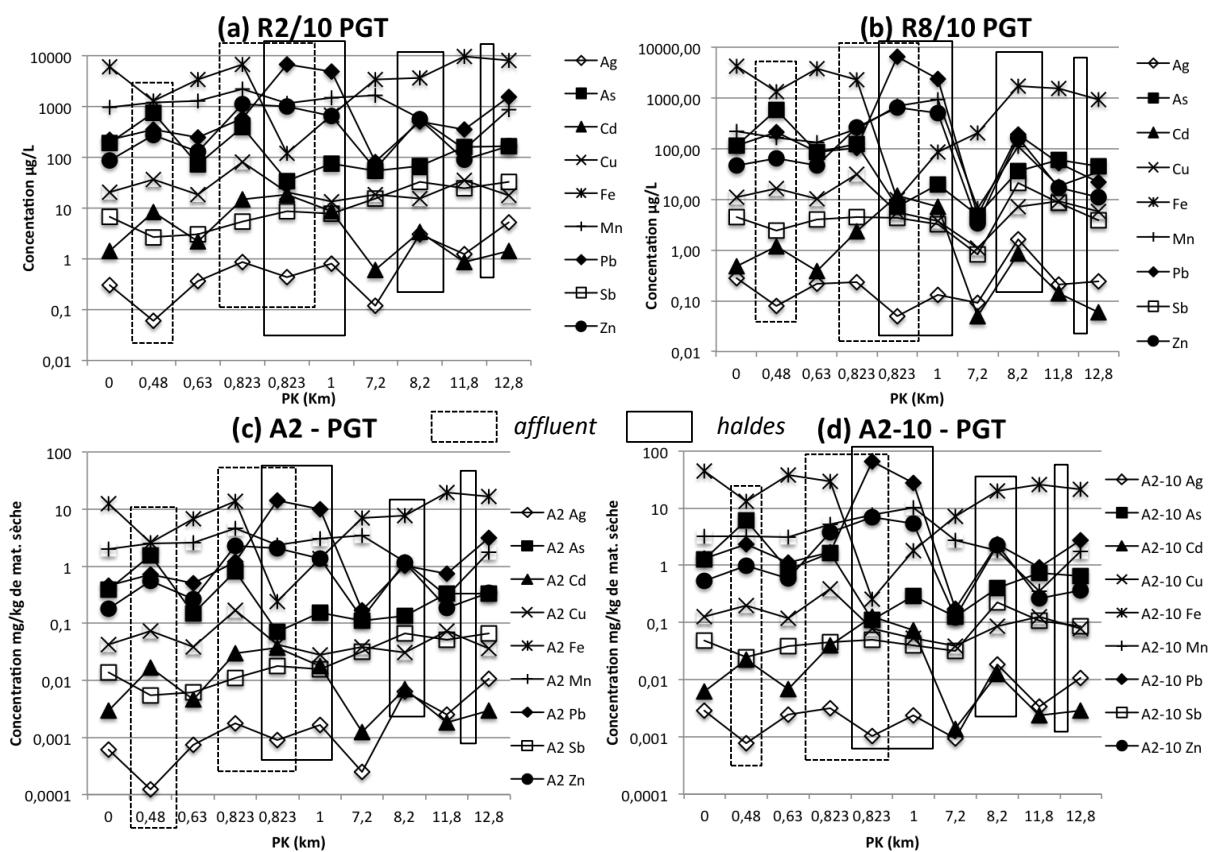 (a) R2/10 PGT
Concentration µg/L
10000
1000
100
10
1
0,1
0,01
0 0,48 0,63 0,823 0,823 1 7,2 8,2 11,8 12,8
PK (Km)
Ag
As
Cd
Cu
Fe
Mn
Pb
Sb
Zn
(b) R8/10 PGT
Concentration µg/L
10000,00
1000,00
100,00
10,00
1,00
0,10
0,01
0 0,48 0,63 0,823 0,823 1 7,2 8,2 11,8 12,8
PK (Km)
Ag
As
Cd
Cu
Fe
Mn
Pb
Sb
Zn
affluent
haldes
(c) A2 - PGT
Concentration mg/kg de mat. sèche
100
10
1
0,1
0,01
0,001
0,0001
0 0,48 0,63 0,823 0,823 1 7,2 8,2 11,8 12,8
PK (km)
A2 Ag
A2 As
A2 Cd
A2 Cu
A2 Fe
A2 Mn
A2 Pb
A2 Sb
A2 Zn
(d) A2-10 - PGT
Concentration mg/kg de mat. sèche
100
10
1
0,1
0,01
0,001
0,0001
0 0,48 0,63 0,823 0,823 1 7,2 8,2 11,8 12,8
PK (km)
A2-10 Ag
A2-10 As
A2-10 Cd
A2-10 Cu
A2-10 Fe
A2-10 Mn
A2-10 Pb
A2-10 Sb
A2-10 Zn